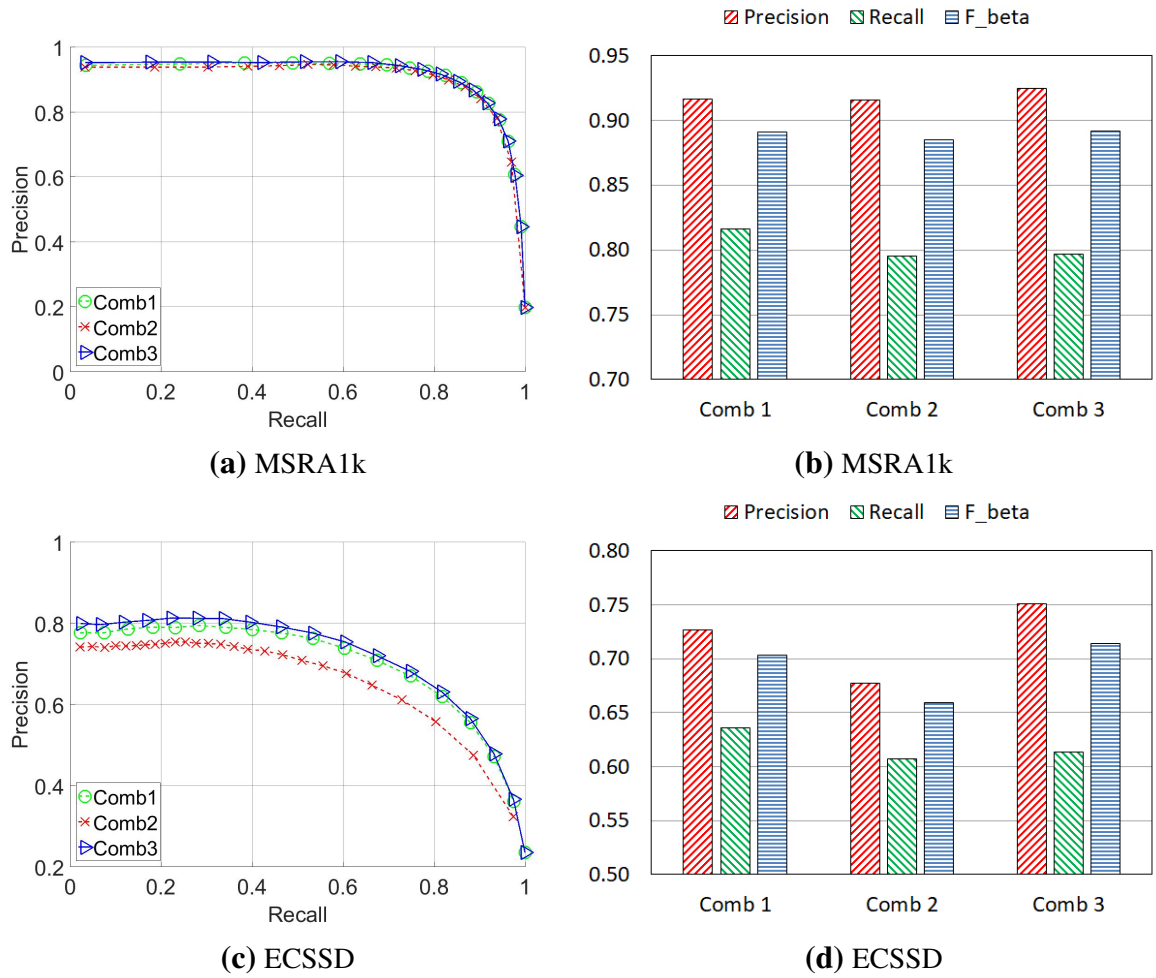 1
0.8
0.6
0.4
0.2
0
Precision
Comb1
Comb2
Comb3
0 0.2 0.4 0.6 0.8 1
Recall
(a) MSRA1k
Precision Recall F_beta
0.95
0.90
0.85
0.80
0.75
0.70
Comb 1 Comb 2 Comb 3
(b) MSRA1k
1
0.8
0.6
0.4
0.2
Precision
Comb1
Comb2
Comb3
0 0.2 0.4 0.6 0.8 1
Recall
(c) ECSSD
Precision Recall F_beta
0.80
0.75
0.70
0.65
0.60
0.55
0.50
Comb 1 Comb 2 Comb 3
(d) ECSSD